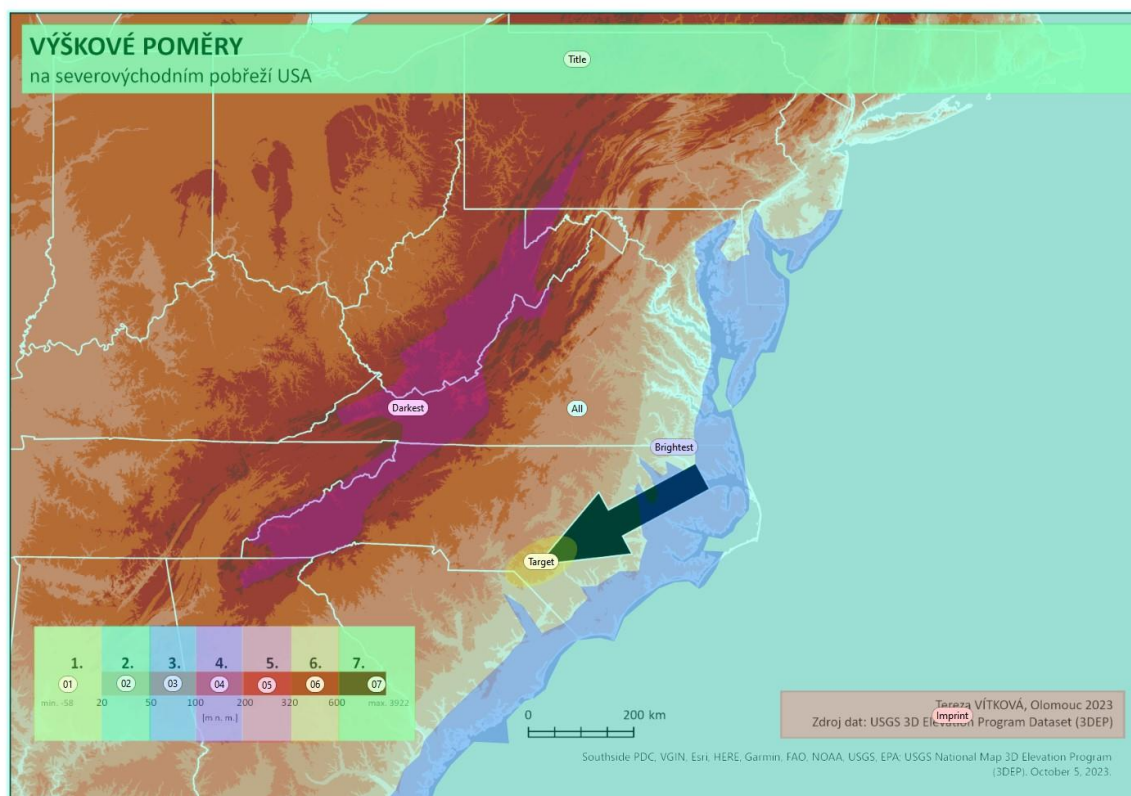 VÝŠKOVÉ POMĚRY
na severovýchodním pobřeží USA
Title
Darkest
All
Brightest
Target
1. 2. 3. 4. 5. 6. 7.
01 02 03 04 05 06 07
min. -58 20 50 100 200 320 600 max. 3922
[m n. m.]
0 200 km
Tereza VÍTKOVÁ, Olomouc 2023
Imprint
Zdroj dat: USGS 3D Elevation Program Dataset (3DEP)
Southside PDC, VGIN, Esri, HERE, Garmin, FAO, NOAA, USGS, EPA; USGS National Map 3D Elevation Program
(3DEP). October 5, 2023.